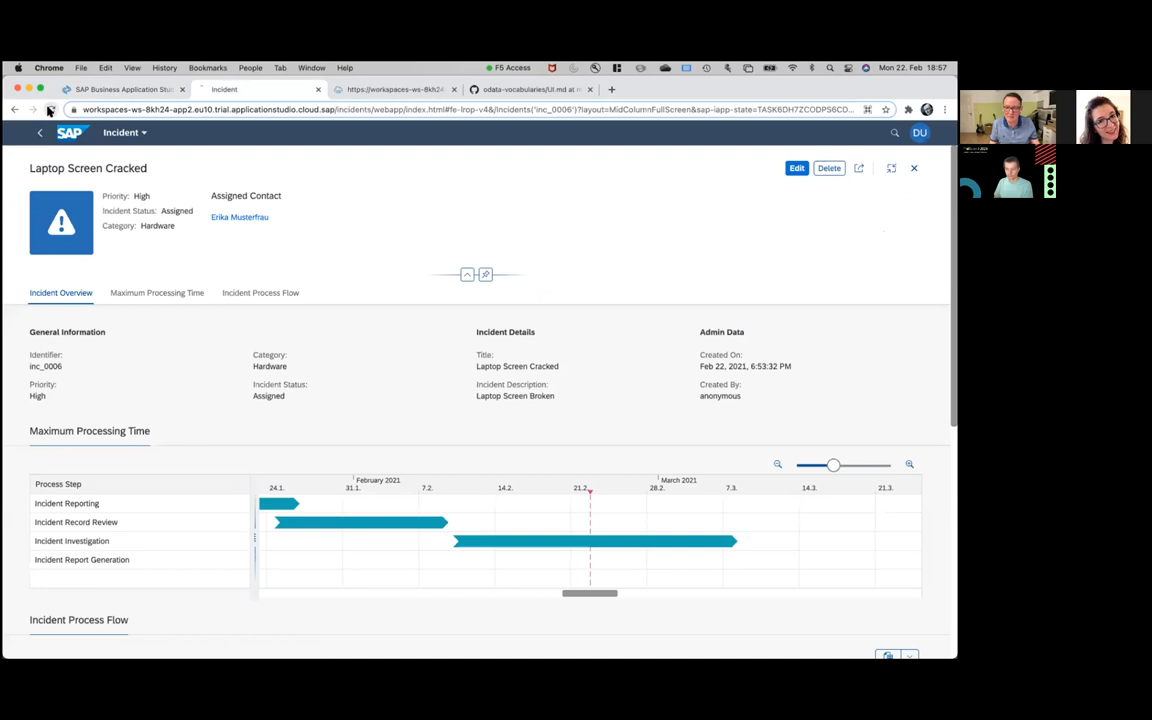 Chrome File Edit View History Bookmarks People Tab Window Help F5 Access Mon 22. Feb 18:57
SAP Business Application Stu Incident https://workspaces-ws-8kh24-ap odata-vocabularies/UI.md at m
workspaces-ws-8kh24-app2.eu10.trial.applicationstudio.cloud.sap/incidents/webapp/index.html#fe-lrop-v4&/Incidents('inc_0006')?layout=MidColumnFullScreen&sap-iapp-state=TASK6DH7ZCODPS6CD...
SAP Incident DU
Laptop Screen Cracked Edit Delete
Priority: High Assigned Contact
Incident Status: Assigned Erika Musterfrau
Category: Hardware
Incident Overview Maximum Processing Time Incident Process Flow
General Information Incident Details Admin Data
Identifier: Category: Title: Created On:
inc_0006 Hardware Laptop Screen Cracked Feb 22, 2021, 6:53:32 PM
Priority: Incident Status: Incident Description: Created By:
High Assigned Laptop Screen Broken anonymous
Maximum Processing Time
Process Step February 2021 March 2021
24.1. 31.1. 7.2. 14.2. 21.2. 28.2. 7.3. 14.3. 21.3.
Incident Reporting
Incident Record Review
Incident Investigation
Incident Report Generation
Incident Process Flow